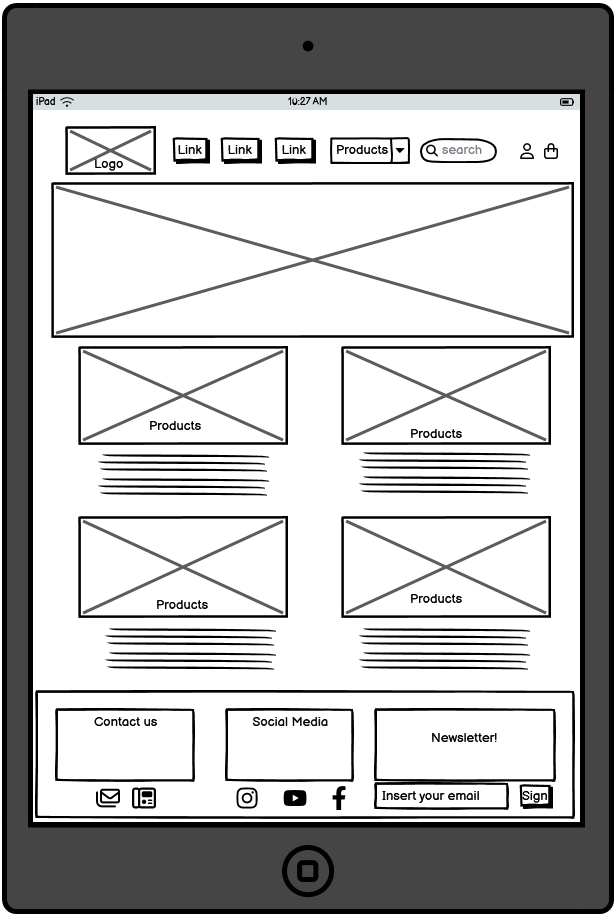 iPad 10:27 AM
Logo Link Link Link Products search
Products Products
Products Products
Contact us Social Media Newsletter!
Insert your email Sign